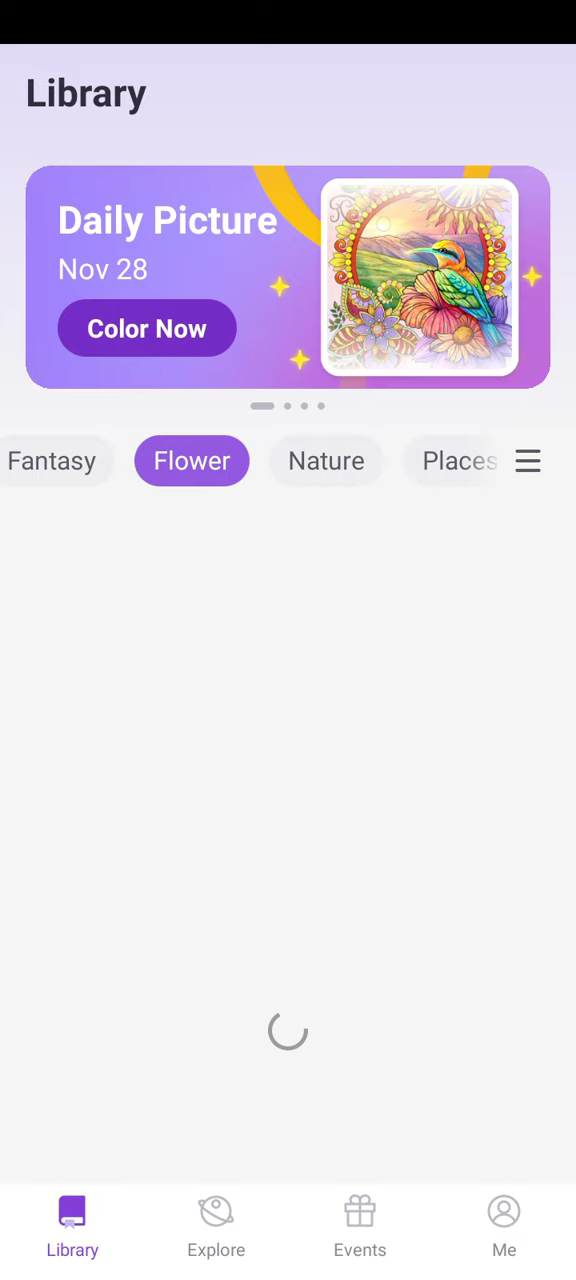 Library
Daily Picture
Nov 28
Color Now
Fantasy
Flower
Nature
Places
Library
Explore
Events
Me